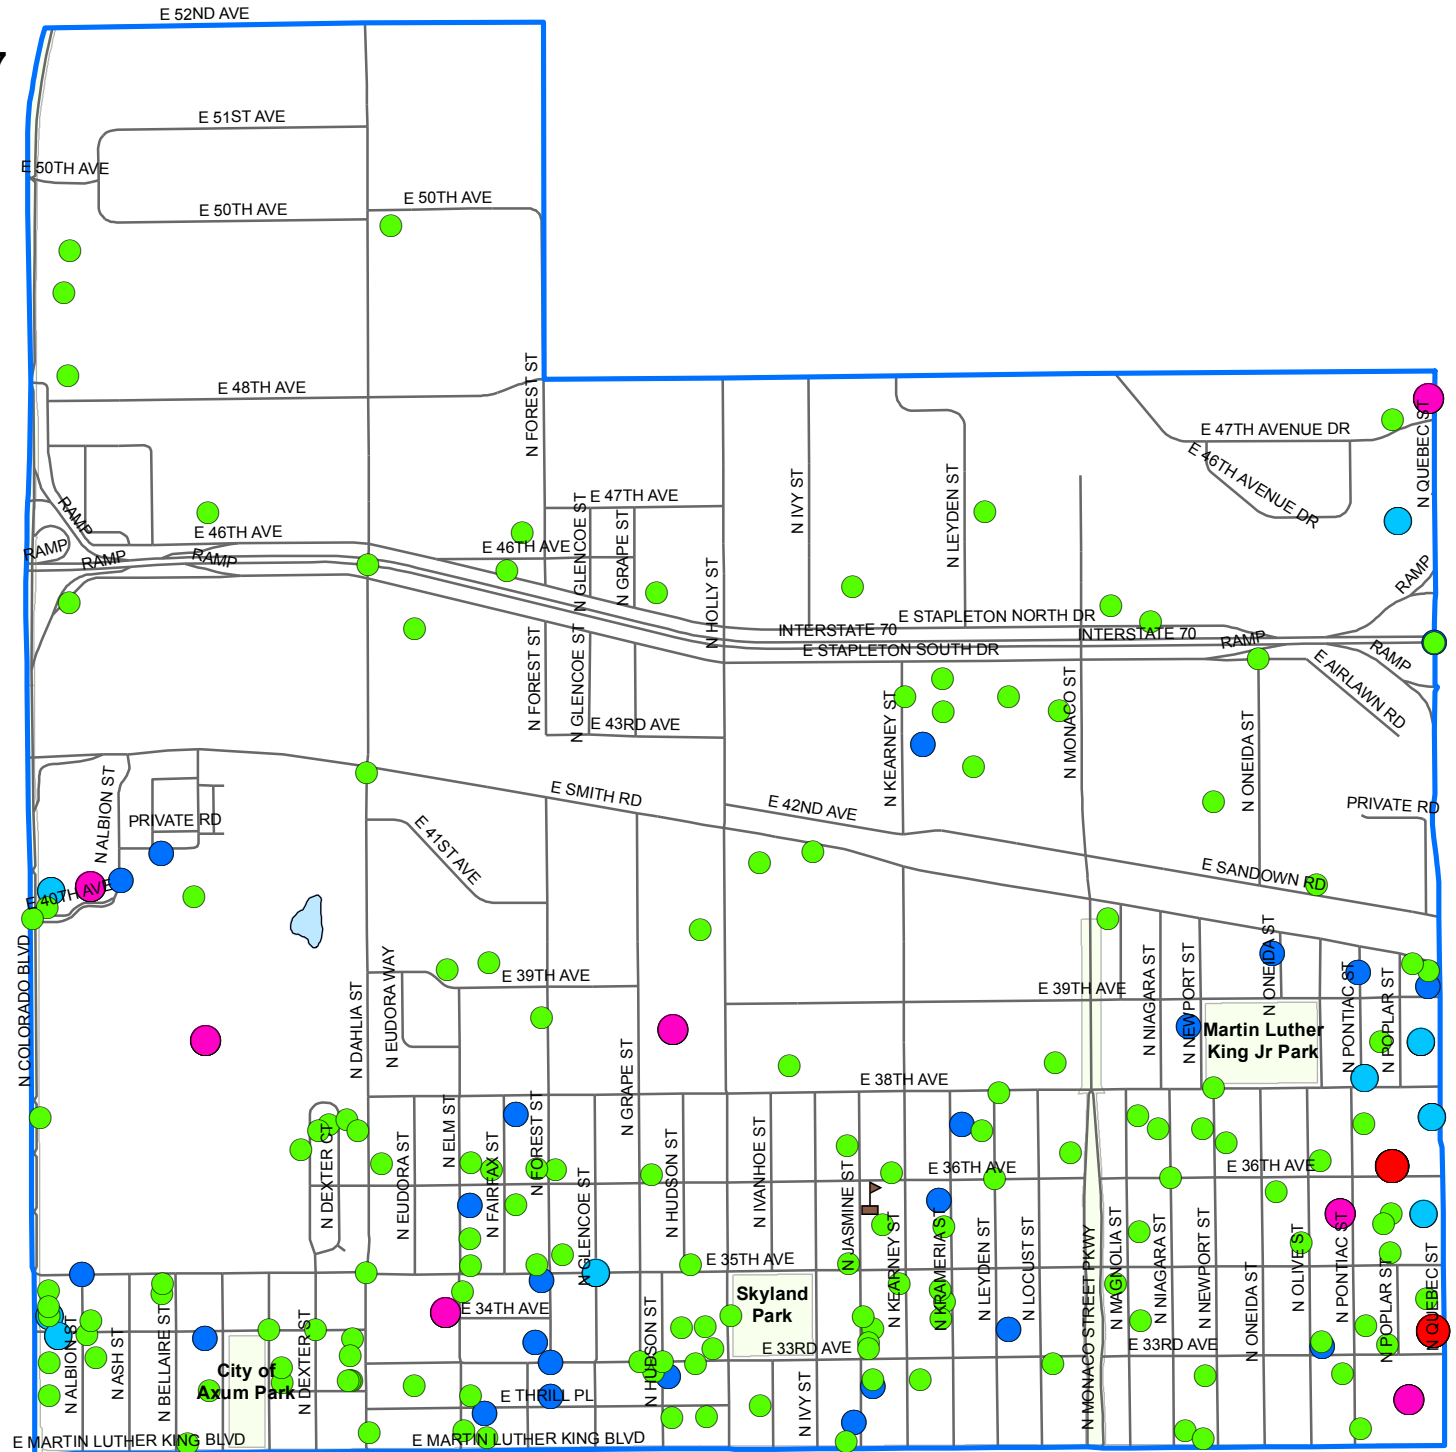 E 52ND AVE
E 51ST AVE
E 50TH AVE
E 50TH AVE
E 50TH AVE
E 48TH AVE
N FOREST ST
E 47TH AVENUE DR
E 46TH AVENUE DR
N QUEBEC ST
RAMP
RAMP
RAMP
RAMP
E 46TH AVE
E 47TH AVE
E 46TH AVE
N GLENCOE ST
N GRAPE ST
N HOLLY ST
N IVY ST
N LEYDEN ST
E STAPLETON NORTH DR
INTERSTATE 70
INTERSTATE 70
E STAPLETON SOUTH DR
RAMP
RAMP
RAMP
E AIRLAWN RD
N FOREST ST
N GLENCOE ST
E 43RD AVE
N KEARNEY ST
N MONACO ST
N ONEIDA ST
N ALBION ST
PRIVATE RD
E SMITH RD
E 42ND AVE
PRIVATE RD
E 41ST AVE
E SANDOWN RD
E 40TH AVE
N COLORADO BLVD
N DAHLIA ST
N EUDORA WAY
E 39TH AVE
E 39TH AVE
N NIAGARA ST
N NEWPORT ST
N ONEIDA ST
N PONTIAC ST
N POPLAR ST
Martin Luther
King Jr Park
N GRAPE ST
E 38TH AVE
N DEXTER CT
N EUDORA ST
N ELM ST
N FAIRFAX ST
N FOREST ST
N GLENCOE ST
N HUDSON ST
N IVANHOE ST
N JASMINE ST
E 36TH AVE
E 36TH AVE
N KEARNEY ST
N KRAMERIA ST
N LEYDEN ST
N LOCUST ST
N MONACO STREET PKWY
N MAGNOLIA ST
N NIAGARA ST
N NEWPORT ST
N ONEIDA ST
N OLIVE ST
N PONTIAC ST
N POPLAR ST
N QUEBEC ST
E 35TH AVE
E 34TH AVE
Skyland
Park
E 33RD AVE
E 33RD AVE
N ALBION ST
N ASH ST
N BELLAIRE ST
City of
Axum Park
N DEXTER ST
N HUDSON ST
E THRILL PL
N IVY ST
E MARTIN LUTHER KING BLVD
E MARTIN LUTHER KING BLVD